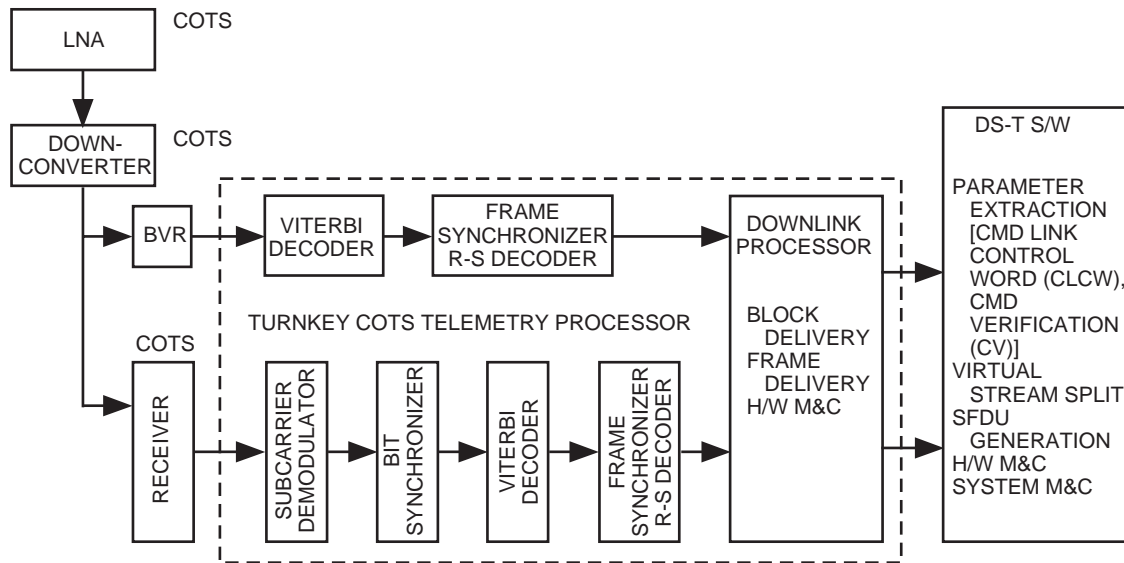 LNA
COTS
DOWN-
CONVERTER
COTS
BVR
VITERBI
DECODER
FRAME
SYNCHRONIZER
R-S DECODER
TURNKEY COTS TELEMETRY PROCESSOR
COTS
RECEIVER
SUBCARRIER
DEMODULATOR
BIT
SYNCHRONIZER
VITERBI
DECODER
FRAME
SYNCHRONIZER
R-S DECODER
DOWNLINK
PROCESSOR
BLOCK
DELIVERY
FRAME
DELIVERY
H/W M&C
DS-T S/W
PARAMETER
EXTRACTION
[CMD LINK
CONTROL
WORD (CLCW),
CMD
VERIFICATION
(CV)]
VIRTUAL
STREAM SPLIT
SFDU
GENERATION
H/W M&C
SYSTEM M&C